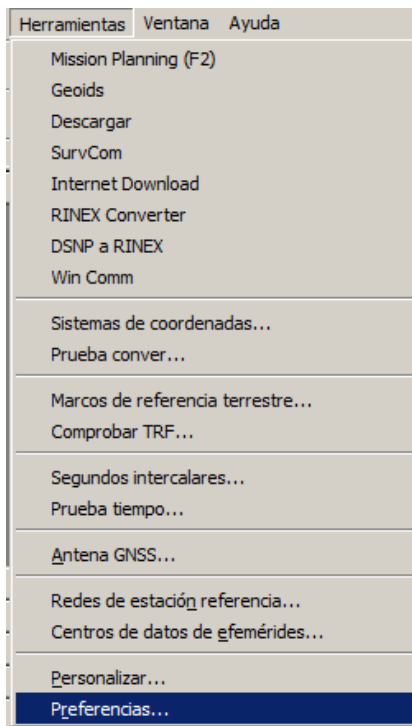 Herramientas Ventana Ayuda
Mission Planning (F2)
Geoids
Descargar
SurvCom
Internet Download
RINEX Converter
DSNP a RINEX
Win Comm
Sistemas de coordenadas...
Prueba conver...
Marcos de referencia terrestre...
Comprobar TRF...
Segundos intercalares...
Prueba tiempo...
Antena GNSS...
Redes de estación referencia...
Centros de datos de efemérides...
Personalizar...
Preferencias...